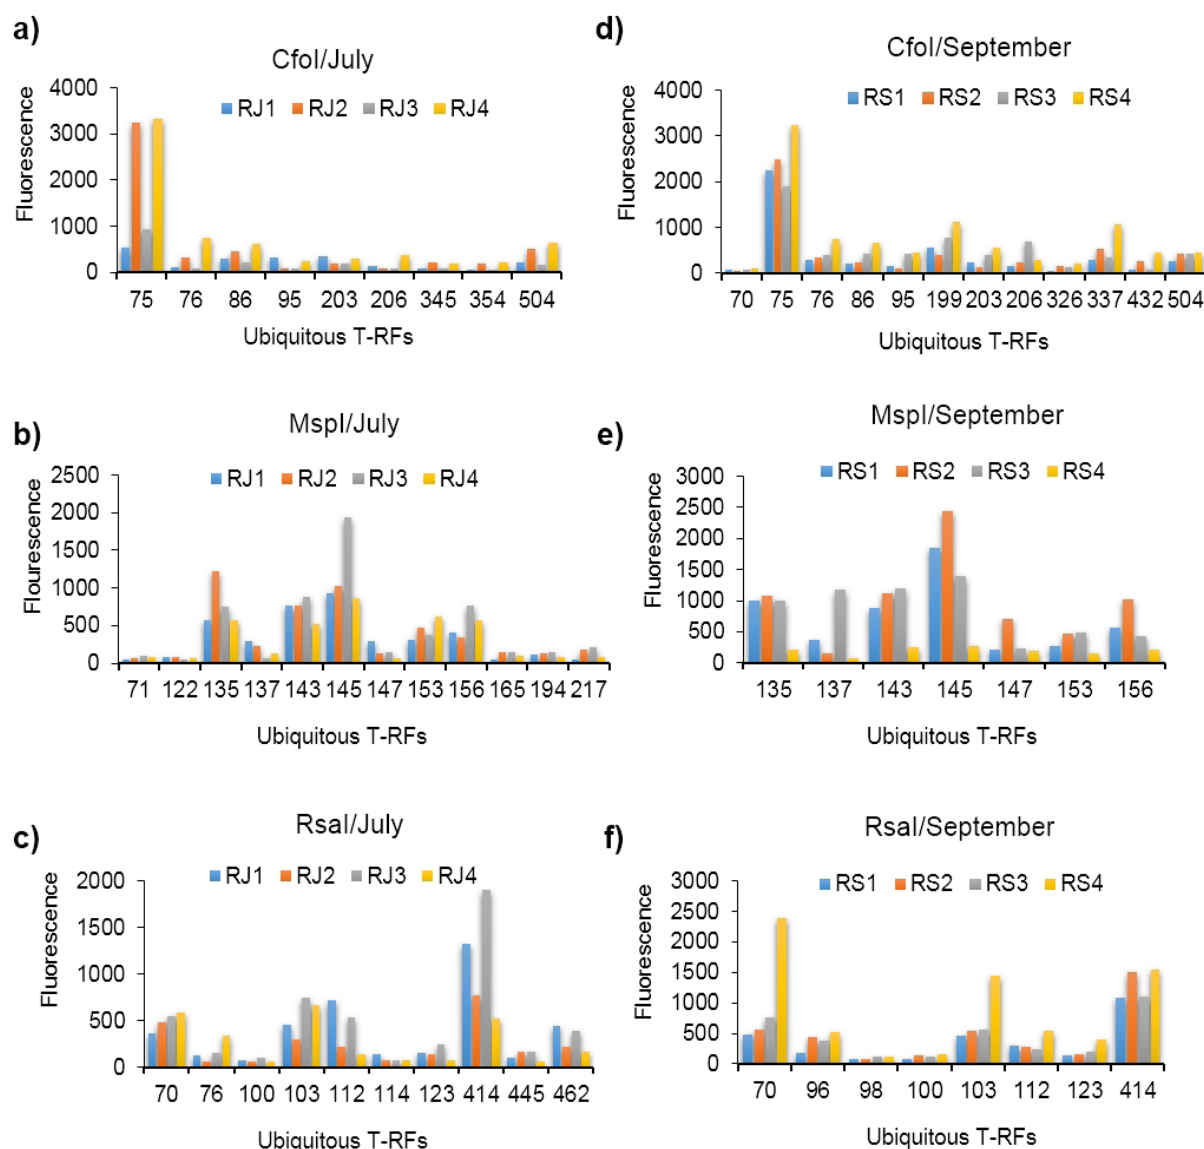 a)
CfoI/July
RJ1 RJ2 RJ3 RJ4
Fluorescence
4000
3000
2000
1000
0
75 76 86 95 203 206 345 354 504
Ubiquitous T-RFs
d)
CfoI/September
RS1 RS2 RS3 RS4
Fluorescence
4000
3000
2000
1000
0
70 75 76 86 95 199 203 206 326 337 432 504
Ubiquitous T-RFs
b)
MspI/July
RJ1 RJ2 RJ3 RJ4
Flourescence
2500
2000
1500
1000
500
0
71 122 135 137 143 145 147 153 156 165 194 217
Ubiquitous T-RFs
e)
MspI/September
RS1 RS2 RS3 RS4
Fluorescence
3000
2500
2000
1500
1000
500
0
135 137 143 145 147 153 156
Ubiquitous T-RFs
c)
RsaI/July
RJ1 RJ2 RJ3 RJ4
Fluorescence
2000
1500
1000
500
0
70 76 100 103 112 114 123 414 445 462
Ubiquitous T-RFs
f)
RsaI/September
RS1 RS2 RS3 RS4
Fluorescence
3000
2500
2000
1500
1000
500
0
70 96 98 100 103 112 123 414
Ubiquitous T-RFs